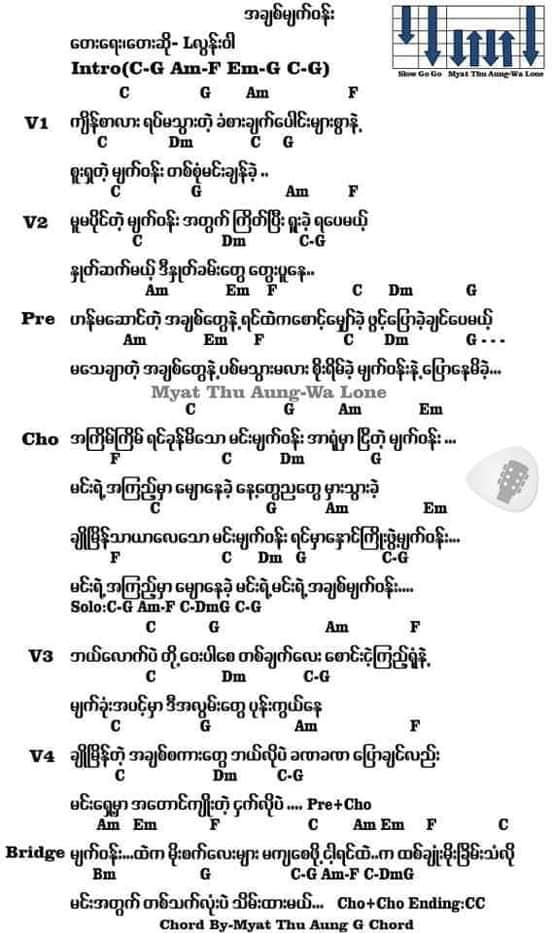 အချစ်မျက်ဝန်း
တေးရေး၊တေးဆို- Lလွန်းဝါ
Slow Go Go Myat Thu Aung-Wa Lone
Intro(C-G Am-F Em-G C-G)
C G Am F
V1 ကျိန်စာလား ရပ်မသွားတဲ့ ခံစားချက်ပေါင်းများစွာနဲ့
C Dm C G
စူးရှတဲ့ မျက်ဝန်း တစ်စုံမင်းချန်ခဲ့ ..
C G Am F
V2 မူမပိုင်တဲ့ မျက်ဝန်း အတွက် ကြိတ်ပြီး ရူးခဲ့ ရပေမယ့်
C Dm C-G
နှုတ်ဆက်မယ့် ဒီနှုတ်ခမ်းတွေ တွေးပူနေ..
Am Em F C Dm G
Pre ဟန်မဆောင်တဲ့ အချစ်တွေနဲ့ ရင်ထဲကစောင့်မျှော်ခဲ့ ဖွင့်ပြောခဲ့ချင်ပေမယ့်
Am Em F C Dm G - - -
မသေချာတဲ့ အချစ်တွေနဲ့ ပစ်မသွားမလား စိုးရိမ်ခဲ့ မျက်ဝန်းနဲ့ ပြောနေမိခဲ့...
Myat Thu Aung-Wa Lone
C G Am Em
Cho အကြိမ်ကြိမ် ရင်ခုန်မိသော မင်းမျက်ဝန်း အာရုံမှာ ငြိတဲ့ မျက်ဝန်း ...
F C Dm G
မင်းရဲ့ အကြည့်မှာ မျောနေခဲ့ နေ့တွေညတွေ မှားသွားခဲ့
C G Am Em
ချိုမြိန်သာယာလေသော မင်းမျက်ဝန်း ရင်မှာနှောင်ကြိုးဖွဲ့မျက်ဝန်း...
F C Dm G C-G
မင်းရဲ့ အကြည့်မှာ မျောနေခဲ့ မင်းရဲ့ မင်းရဲ့ အချစ်မျက်ဝန်း....
Solo:C-G Am-F C-DmG C-G
C G Am F
V3 ဘယ်လောက်ပဲ တို့ဝေးပါစေ တစ်ချက်လေး စောင်းငဲ့ကြည့်ရုံနဲ့
C Dm C-G
မျက်ခုံးအပင့်မှာ ဒီအလွမ်းတွေ ပုန်းကွယ်နေ
C G Am F
V4 ချိုမြိန်တဲ့ အချစ်စကားတွေ ဘယ်လိုပဲ ခဏခဏ ပြောချင်လည်း
C Dm C-G
မင်းရှေ့မှာ အတောင်ကျိုးတဲ့ ငှက်လိုပဲ .... Pre+Cho
Am Em F C Am Em F C
Bridge မျက်ဝန်း...ထဲက မိုးစက်လေးများ မကျစေဖို့ ငါ့ရင်ထဲ..က ထစ်ချုံးမိုးခြိမ်းသံလို
Bm G C-G Am-F C-DmG
မင်းအတွက် တစ်သက်လုံးပဲ သိမ်းထားမယ်... Cho+Cho Ending:CC
Chord By-Myat Thu Aung G Chord